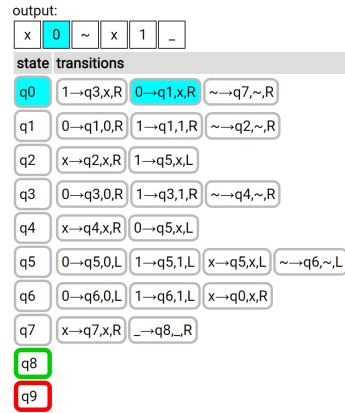 output:
x 0 ~ x 1 _
state transitions
q0 1→q3,x,R 0→q1,x,R ~→q7,~,R
q1 0→q1,0,R 1→q1,1,R ~→q2,~,R
q2 x→q2,x,R 1→q5,x,L
q3 0→q3,0,R 1→q3,1,R ~→q4,~,R
q4 x→q4,x,R 0→q5,x,L
q5 0→q5,0,L 1→q5,1,L x→q5,x,L ~→q6,~,L
q6 0→q6,0,L 1→q6,1,L x→q0,x,R
q7 x→q7,x,R _→q8,_,R
q8
q9